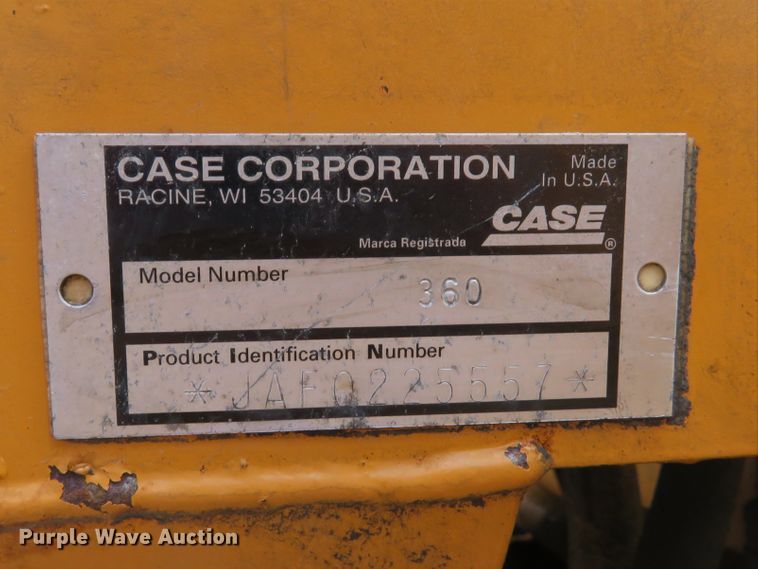 CASE CORPORATION
RACINE, WI 53404 U.S.A.
Made
In U.S.A.
CASE
®
Marca Registrada
Model Number
360
Product Identification Number
*JAF0225557*
Purple Wave Auction